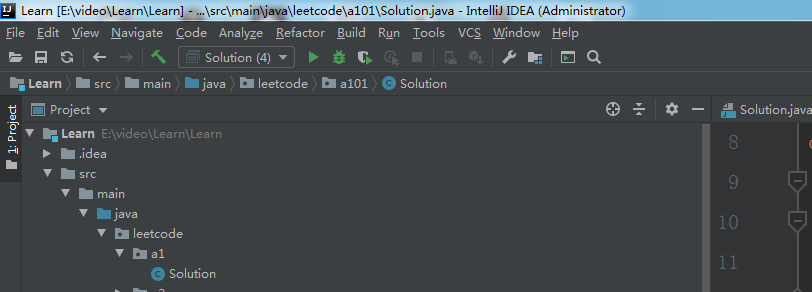 Learn [E:\video\Learn\Learn] - ...\src\main\java\leetcode\a101\Solution.java - IntelliJ IDEA (Administrator)
File Edit View Navigate Code Analyze Refactor Build Run Tools VCS Window Help
Solution (4)
Learn src main java leetcode a101 Solution
1: Project
Project
Solution.java
Learn E:\video\Learn\Learn
8
.idea
src
9
main
java
10
leetcode
a1
11
Solution